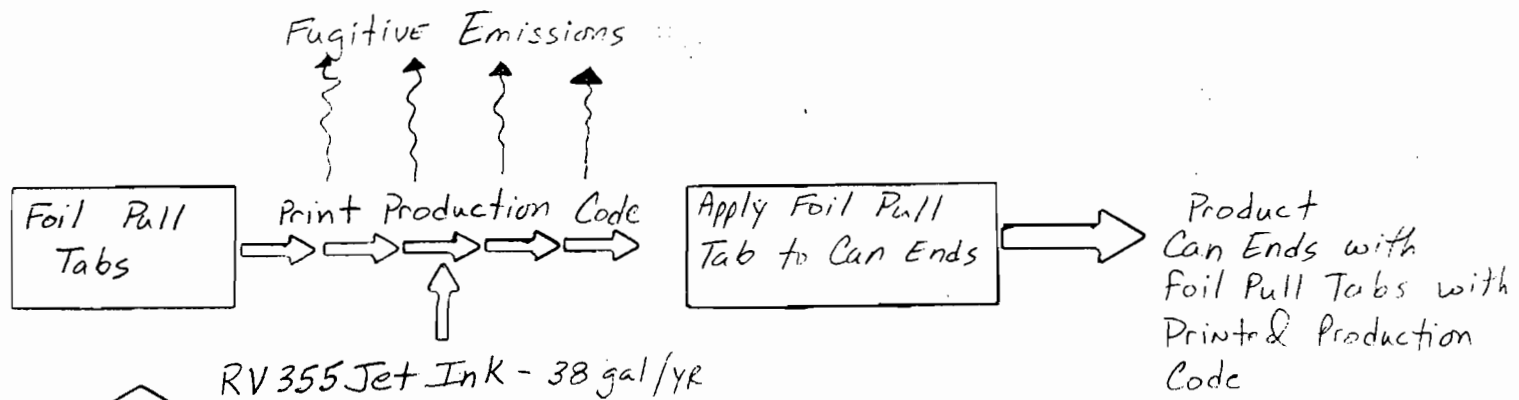 Fugitive Emissions
Foil Pull
Tabs
Print Production Code
Apply Foil Pull
Tab to Can Ends
Product
Can Ends with
Foil Pull Tabs with
Printed Production
Code
RV355 Jet Ink - 38 gal/YR